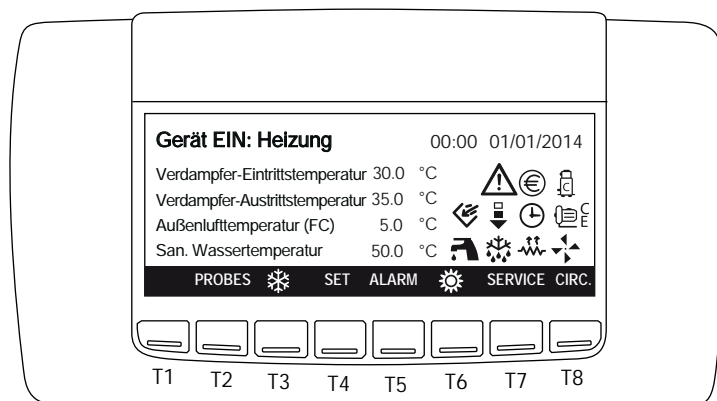 Gerät EIN: Heizung 00:00 01/01/2014
Verdampfer-Eintrittstemperatur 30.0 °C
Verdampfer-Austrittstemperatur 35.0 °C
Außenlufttemperatur (FC) 5.0 °C
San. Wassertemperatur 50.0 °C
€ C
C
E
PROBES SET ALARM SERVICE CIRC.
T1 T2 T3 T4 T5 T6 T7 T8